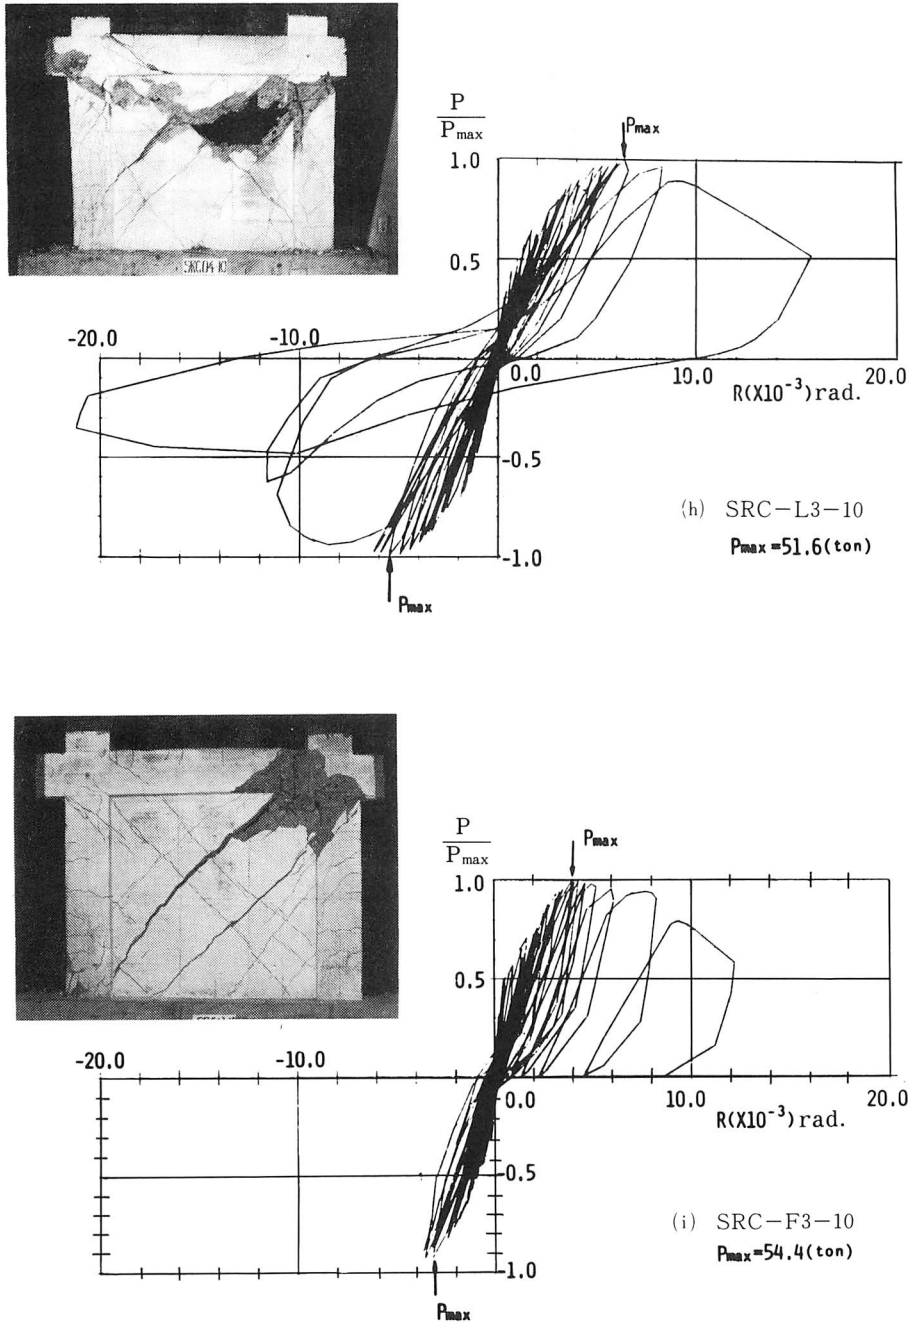 SRC04-10
P
Pmax
Pmax
1.0
0.5
-20.0
-10.0
0.0
10.0
20.0
R(X10⁻³)rad.
-0.5
(h) SRC-L3-10
Pmax=51.6(ton)
-1.0
Pmax
P
Pmax
Pmax
1.0
0.5
-20.0
-10.0
0.0
10.0
20.0
R(X10⁻³)rad.
-0.5
(i) SRC-F3-10
Pmax=54.4(ton)
-1.0
Pmax